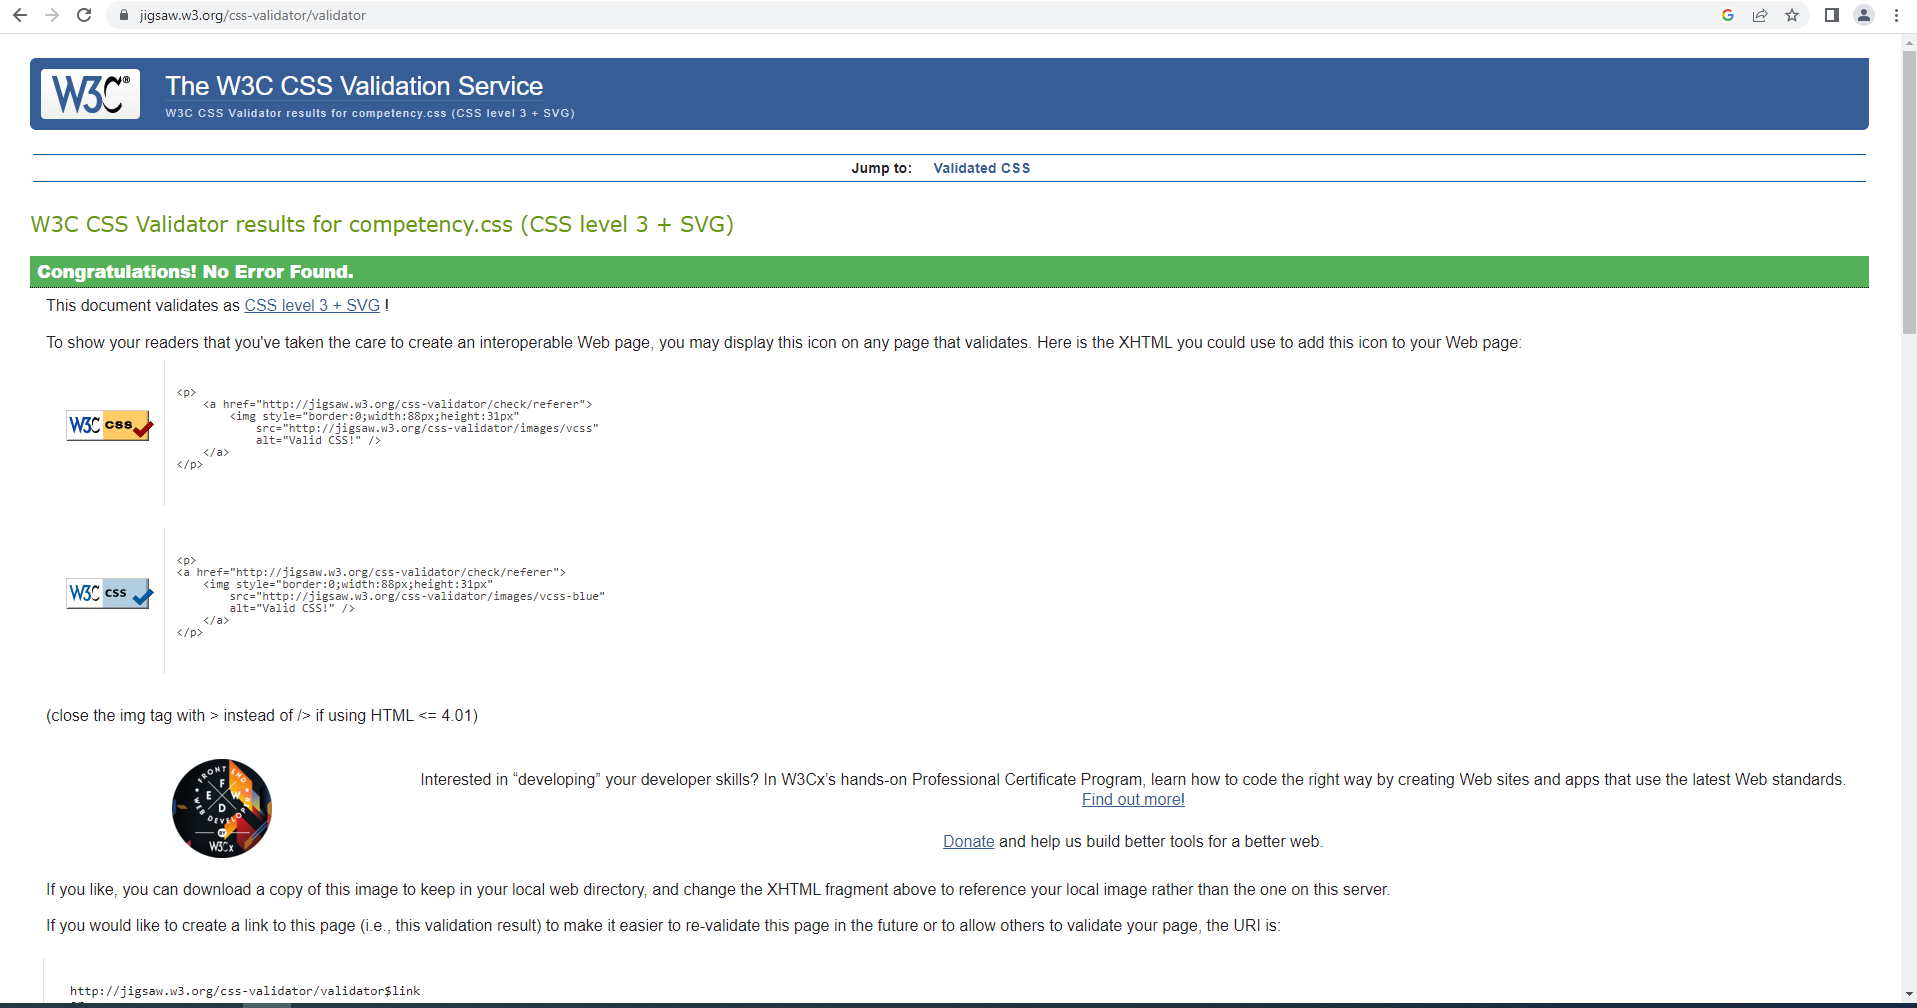 jigsaw.w3.org/css-validator/validator
W3C®
The W3C CSS Validation Service
W3C CSS Validator results for competency.css (CSS level 3 + SVG)
Jump to: Validated CSS
W3C CSS Validator results for competency.css (CSS level 3 + SVG)
Congratulations! No Error Found.
This document validates as CSS level 3 + SVG !
To show your readers that you've taken the care to create an interoperable Web page, you may display this icon on any page that validates. Here is the XHTML you could use to add this icon to your Web page:
W3C css
<p>
<a href="http://jigsaw.w3.org/css-validator/check/referer">
<img style="border:0;width:88px;height:31px"
src="http://jigsaw.w3.org/css-validator/images/vcss"
alt="Valid CSS!" />
</a>
</p>
W3C css
<p>
<a href="http://jigsaw.w3.org/css-validator/check/referer">
<img style="border:0;width:88px;height:31px"
src="http://jigsaw.w3.org/css-validator/images/vcss-blue"
alt="Valid CSS!" />
</a>
</p>
(close the img tag with > instead of /> if using HTML <= 4.01)
FRONT END
F
E W
D
WEB DEVELOPER
BY
W3Cx
Interested in “developing” your developer skills? In W3Cx’s hands-on Professional Certificate Program, learn how to code the right way by creating Web sites and apps that use the latest Web standards.
Find out more!
Donate and help us build better tools for a better web.
If you like, you can download a copy of this image to keep in your local web directory, and change the XHTML fragment above to reference your local image rather than the one on this server.
If you would like to create a link to this page (i.e., this validation result) to make it easier to re-validate this page in the future or to allow others to validate your page, the URI is:
http://jigsaw.w3.org/css-validator/validator$link